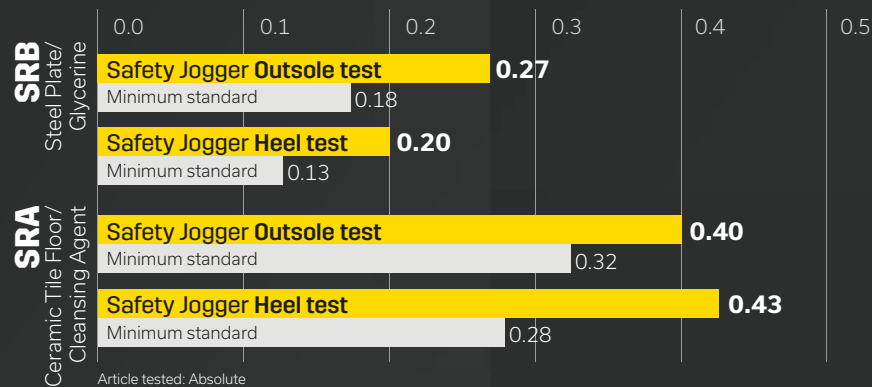 0.0 0.1 0.2 0.3 0.4 0.5
SRB
Steel Plate/
Glycerine
Safety Jogger Outsole test 0.27
Minimum standard 0.18
Safety Jogger Heel test 0.20
Minimum standard 0.13
SRA
Ceramic Tile Floor/
Cleansing Agent
Safety Jogger Outsole test 0.40
Minimum standard 0.32
Safety Jogger Heel test 0.43
Minimum standard 0.28
Article tested: Absolute